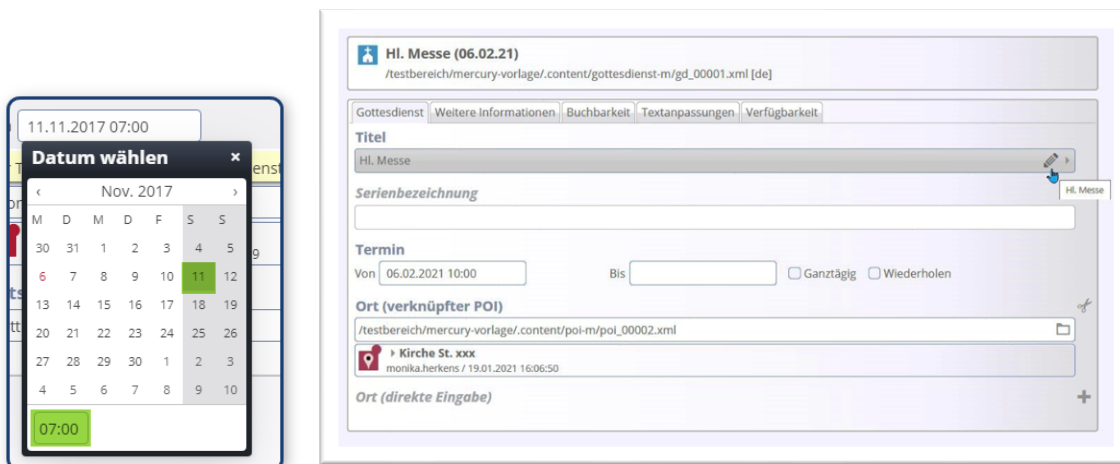 11.11.2017 07:00
Datum wählen ×
enst
‹ Nov. 2017 ›
M D M D F S S
30 31 1 2 3 4 5
9
6 7 8 9 10 11 12
13 14 15 16 17 18 19
20 21 22 23 24 25 26
27 28 29 30 1 2 3
4 5 6 7 8 9 10
07:00
Hl. Messe (06.02.21)
/testbereich/mercury-vorlage/.content/gottesdienst-m/gd_00001.xml [de]
Gottesdienst Weitere Informationen Buchbarkeit Textanpassungen Verfügbarkeit
Titel
Hl. Messe
Hl. Messe
Serienbezeichnung
Termin
Von 06.02.2021 10:00 Bis Ganztägig Wiederholen
Ort (verknüpfter POI)
/testbereich/mercury-vorlage/.content/poi-m/poi_00002.xml
Kirche St. xxx
monika.herkens / 19.01.2021 16:06:50
Ort (direkte Eingabe)